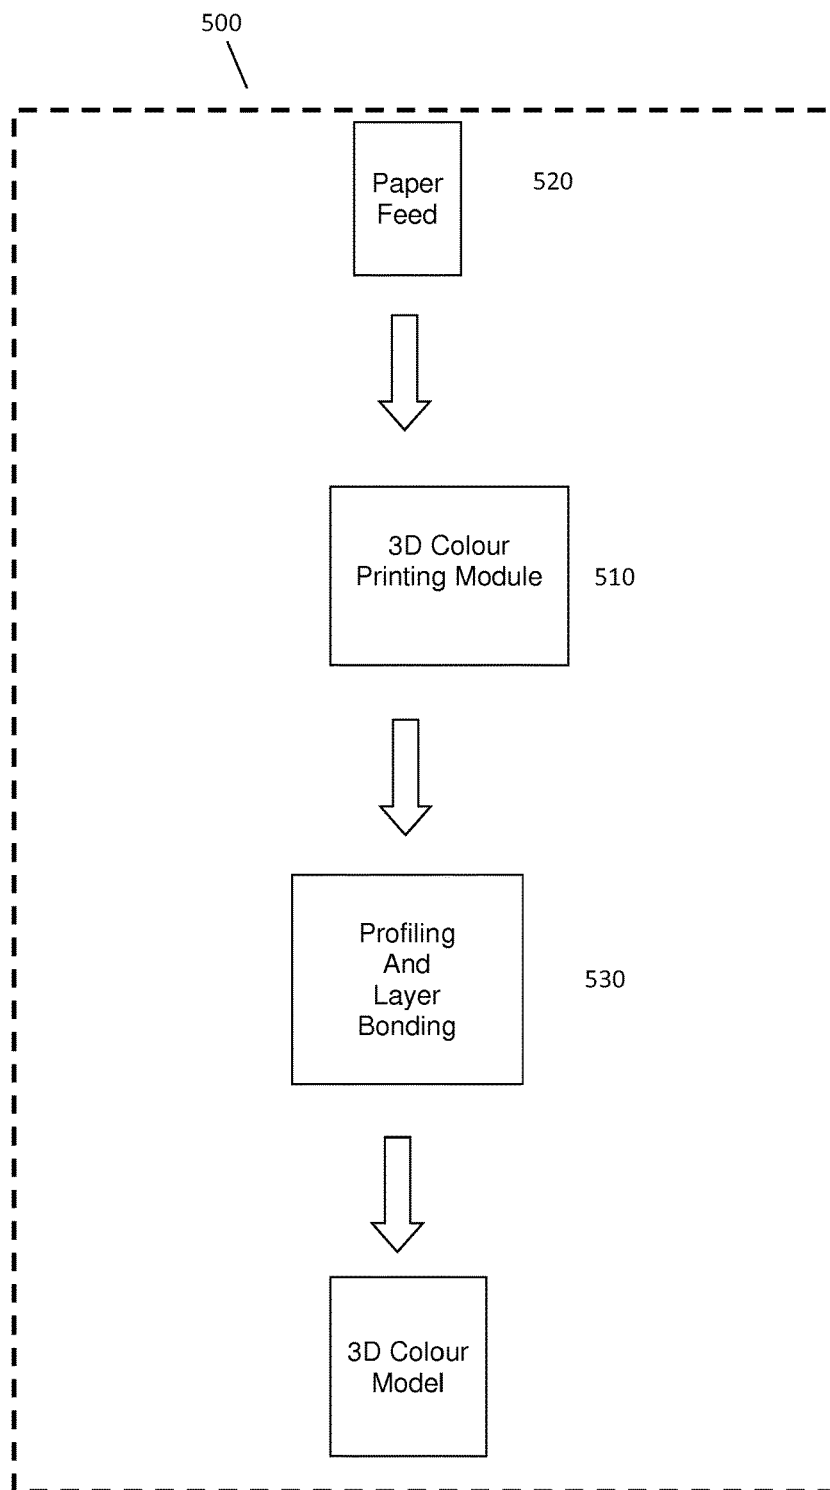 500
Paper
Feed
520
3D Colour
Printing Module
510
Profiling
And
Layer
Bonding
530
3D Colour
Model